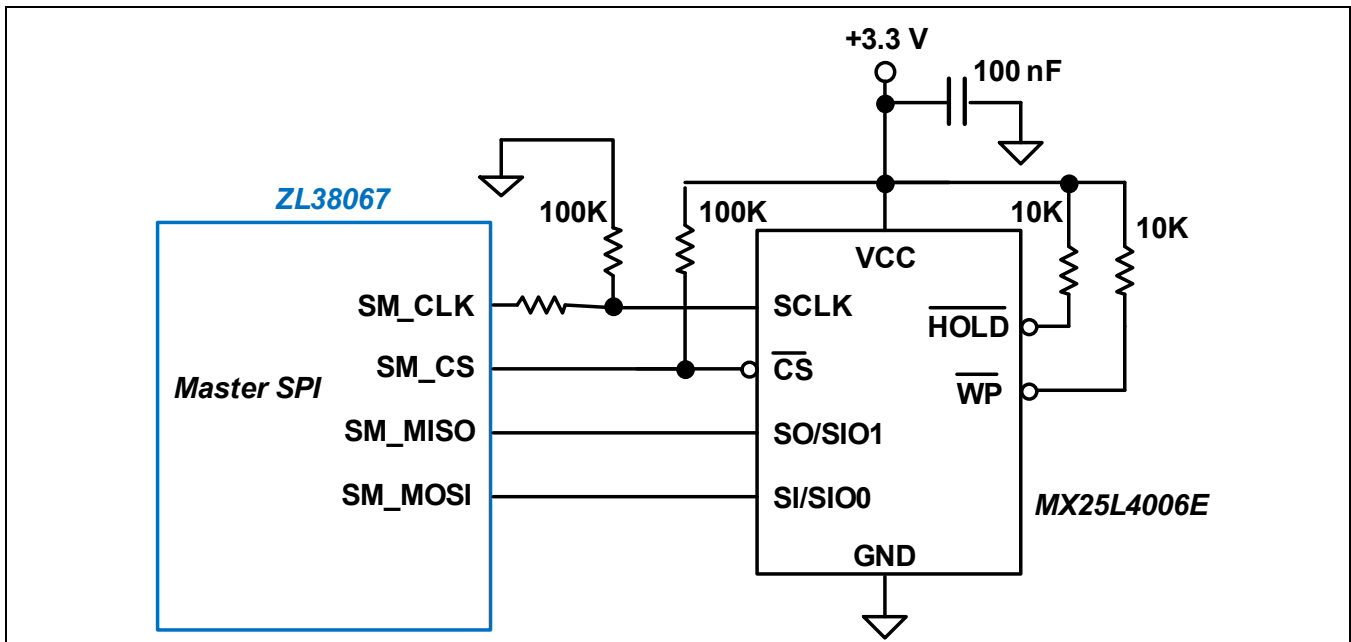 +3.3 V
100 nF
ZL38067
100K
100K
10K
10K
VCC
SM_CLK
SCLK
HOLD
SM_CS
CS
Master SPI
WP
SM_MISO
SO/SIO1
SM_MOSI
SI/SIO0
MX25L4006E
GND